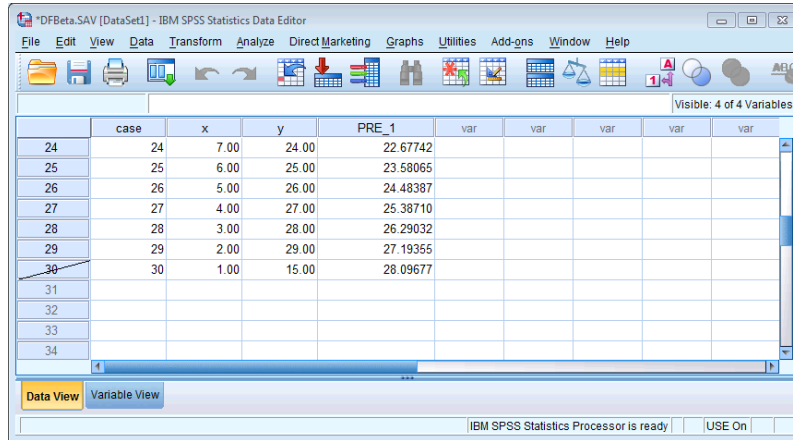 *DFBeta.SAV [DataSet1] - IBM SPSS Statistics Data Editor
File Edit View Data Transform Analyze Direct Marketing Graphs Utilities Add-ons Window Help
A
1 4
ABC
Visible: 4 of 4 Variables
case x y PRE_1 var var var var var
24 24 7.00 24.00 22.67742
25 25 6.00 25.00 23.58065
26 26 5.00 26.00 24.48387
27 27 4.00 27.00 25.38710
28 28 3.00 28.00 26.29032
29 29 2.00 29.00 27.19355
30 30 1.00 15.00 28.09677
31
32
33
34
Data View Variable View
IBM SPSS Statistics Processor is ready USE On